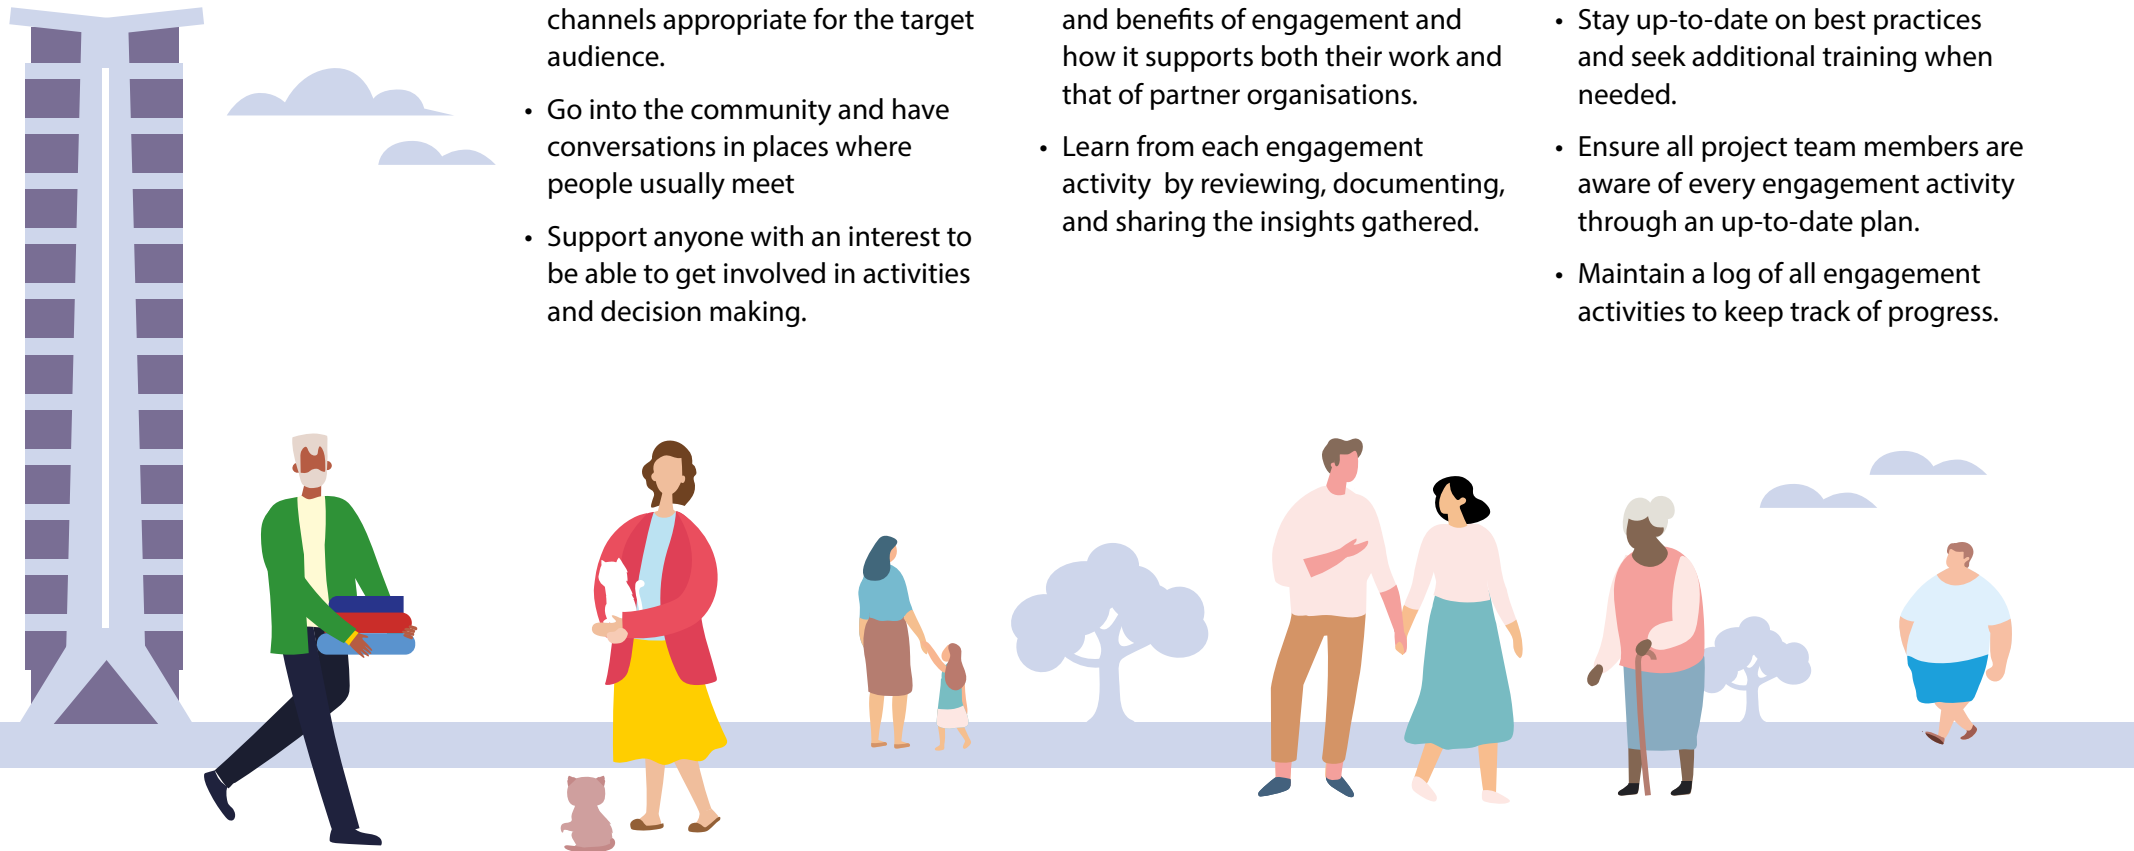 channels appropriate for the target
audience.
• Go into the community and have
conversations in places where
people usually meet
• Support anyone with an interest to
be able to get involved in activities
and decision making.
and benefits of engagement and
how it supports both their work and
that of partner organisations.
• Learn from each engagement
activity  by reviewing, documenting,
and sharing the insights gathered.
• Stay up-to-date on best practices
and seek additional training when
needed.
• Ensure all project team members are
aware of every engagement activity
through an up-to-date plan.
• Maintain a log of all engagement
activities to keep track of progress.